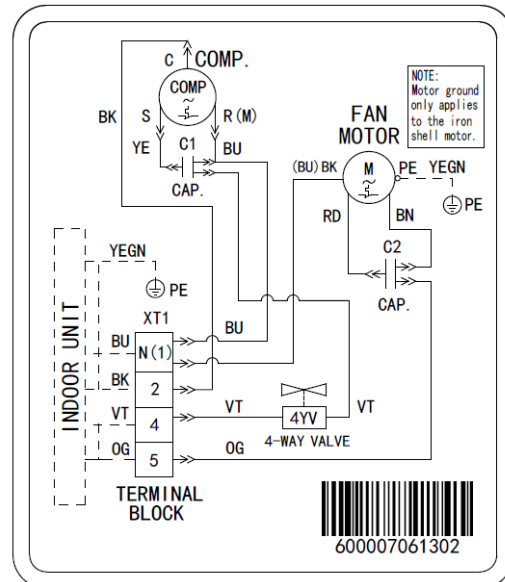 C COMP.
COMP
S R(M)
BK
YE C1 BU
CAP.
NOTE:
Motor ground
only applies
to the iron
shell motor.
FAN
MOTOR
(BU)BK M PE YEGN
PE
RD BN
C2
CAP.
INDOOR UNIT
YEGN
PE
XT1
BU N(1) BU
BK 2
VT 4 VT 4YV VT
4-WAY VALVE
OG 5 OG
TERMINAL
BLOCK
600007061302